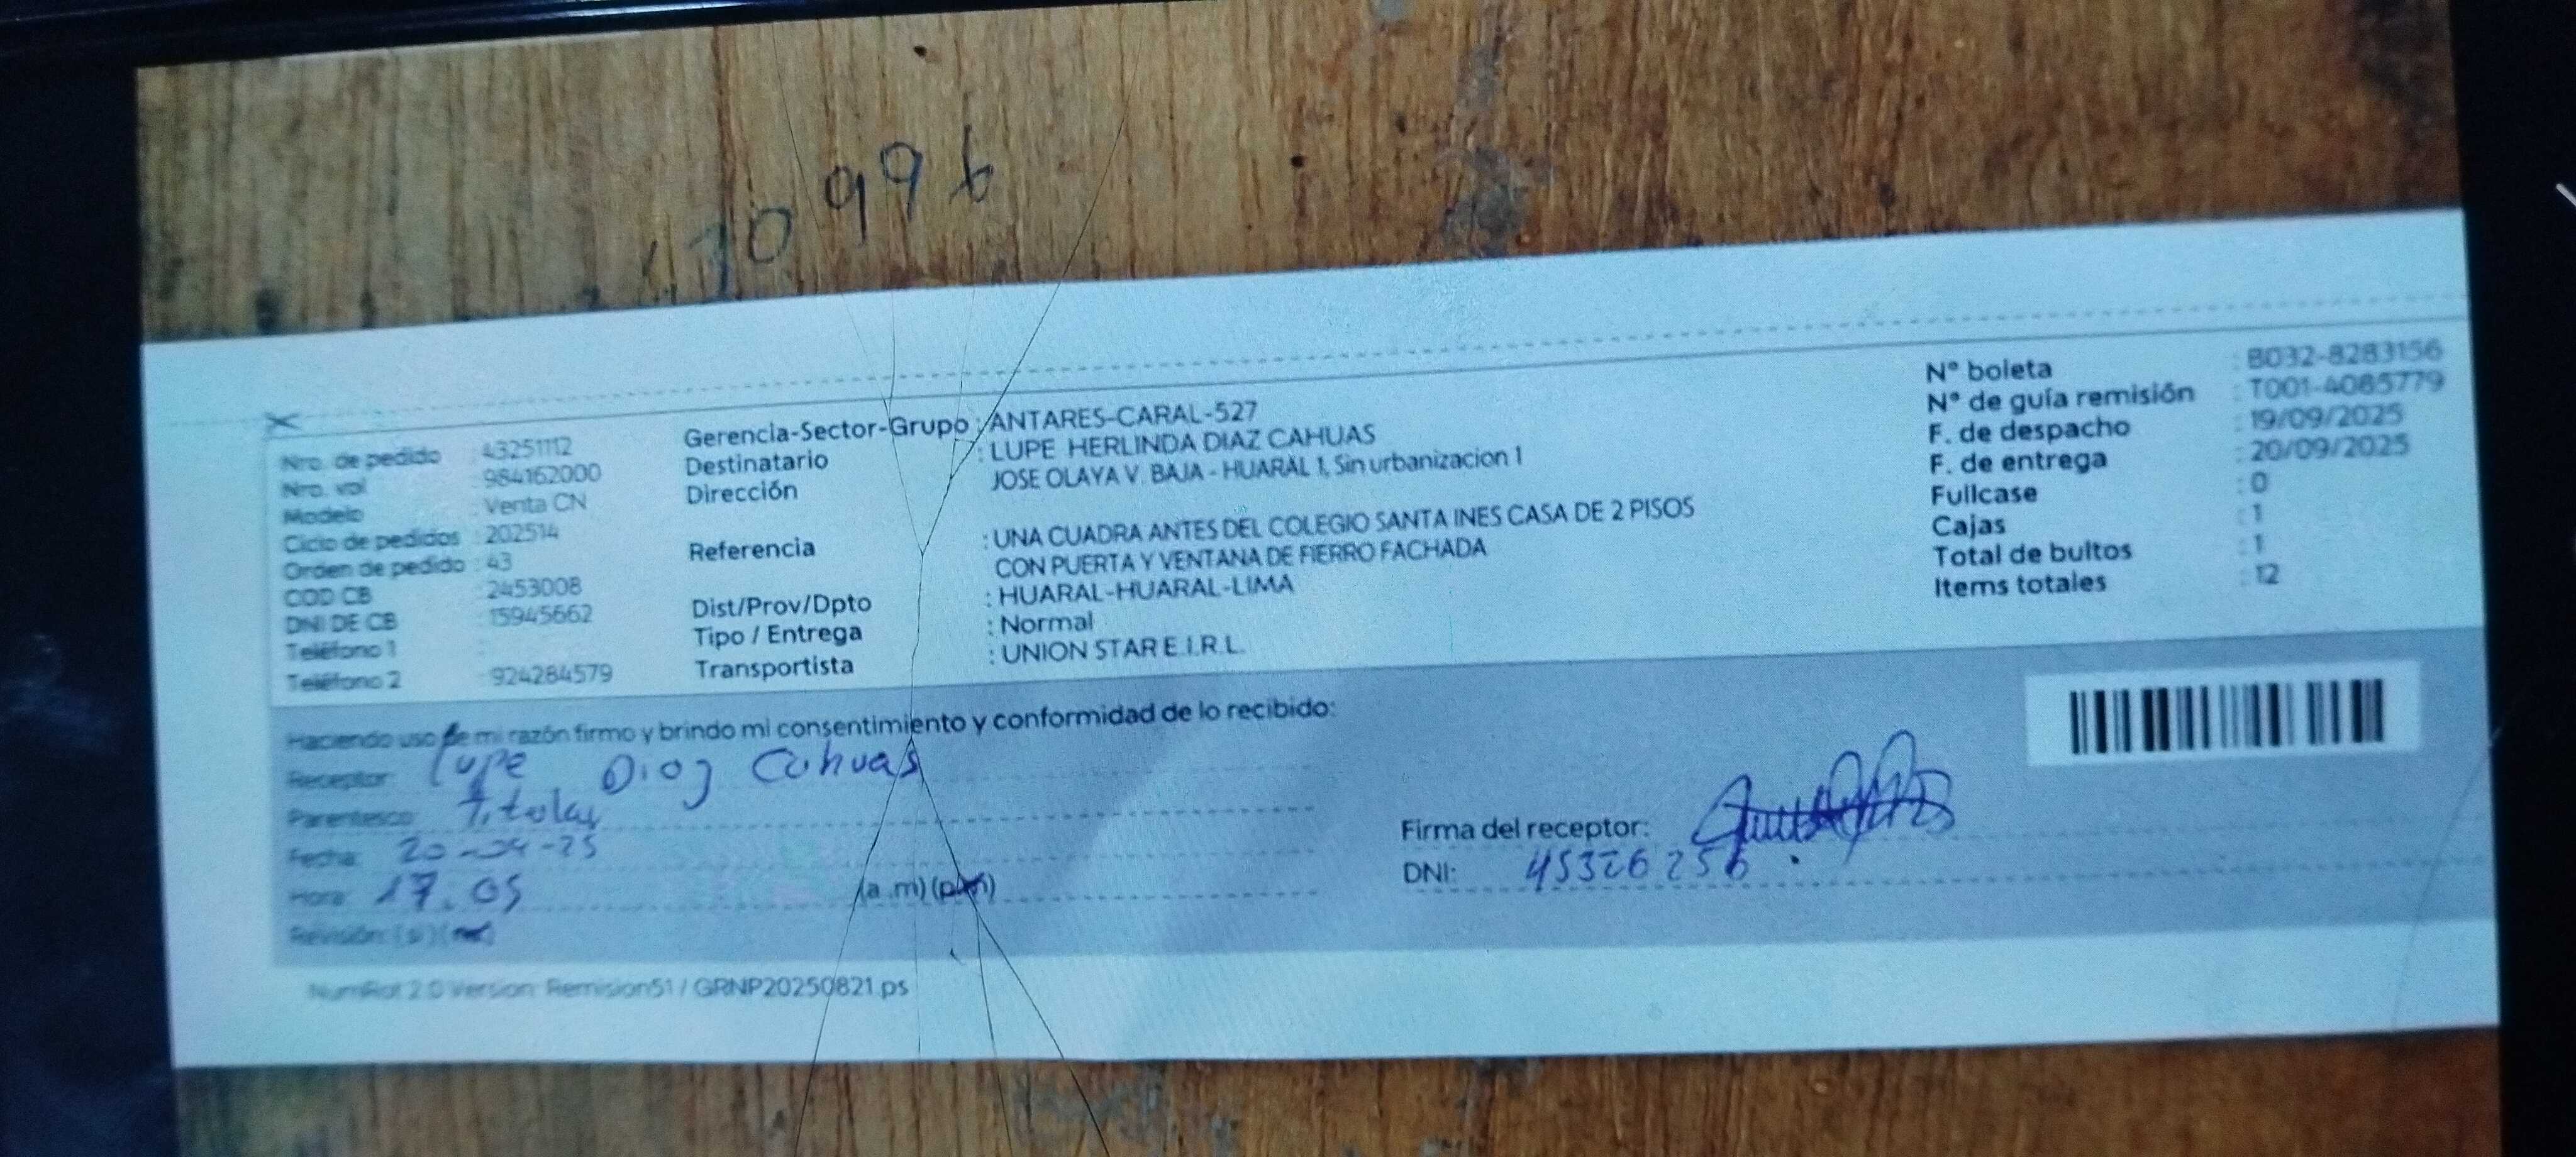 10996
Nro. de pedido : 43251112
Nro. vol : 984162000
Modelo : Venta CN
Ciclo de pedidos : 202514
Orden de pedido : 43
COD CB : 2453008
DNI DE CB : 15945662
Teléfono 1 :
Teléfono 2 : 924284579
Gerencia-Sector-Grupo : ANTARES-CARAL-527
Destinatario : LUPE HERLINDA DIAZ CAHUAS
Dirección JOSE OLAYA V. BAJA - HUARAL 1, Sin urbanizacion 1
Referencia : UNA CUADRA ANTES DEL COLEGIO SANTA INES CASA DE 2 PISOS
CON PUERTA Y VENTANA DE FIERRO FACHADA
Dist/Prov/Dpto : HUARAL-HUARAL-LIMA
Tipo / Entrega : Normal
Transportista : UNION STAR E.I.R.L.
N° boleta : B032-8283156
N° de guía remisión : T001-4085779
F. de despacho : 19/09/2025
F. de entrega : 20/09/2025
Fullcase : 0
Cajas : 1
Total de bultos : 1
Items totales : 12
Haciendo uso de mi razón firmo y brindo mi consentimiento y conformidad de lo recibido:
Receptor: Lupe Diaz Cahuas
Parentesco: Titular
Fecha: 20 - -25
Hora: 17.05 (a.m) (p.m)
Revisión: (si) (no)
Firma del receptor:
DNI: 45326256
NumRot 2.0 Version: Remision51 / GRNP20250821.ps